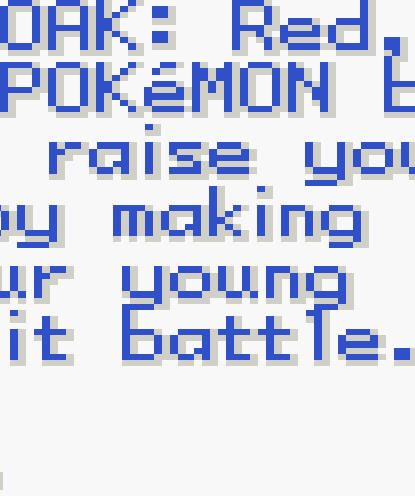 OAK: Red,
POKéMON b
raise you
by making
ur young
it battle.